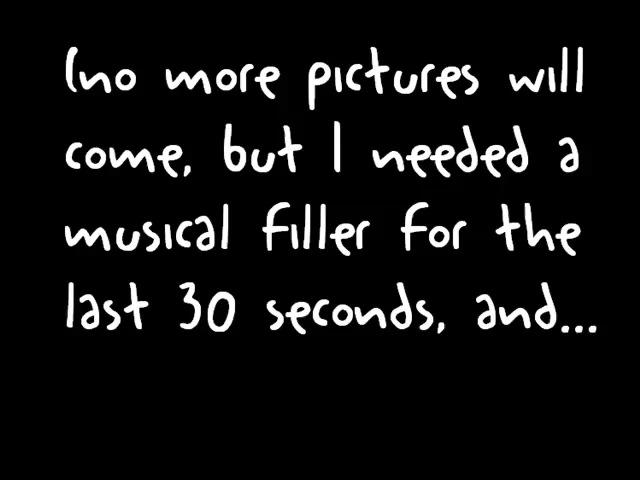 (no more pictures will
come, but I needed a
musical filler for the
last 30 seconds, and...